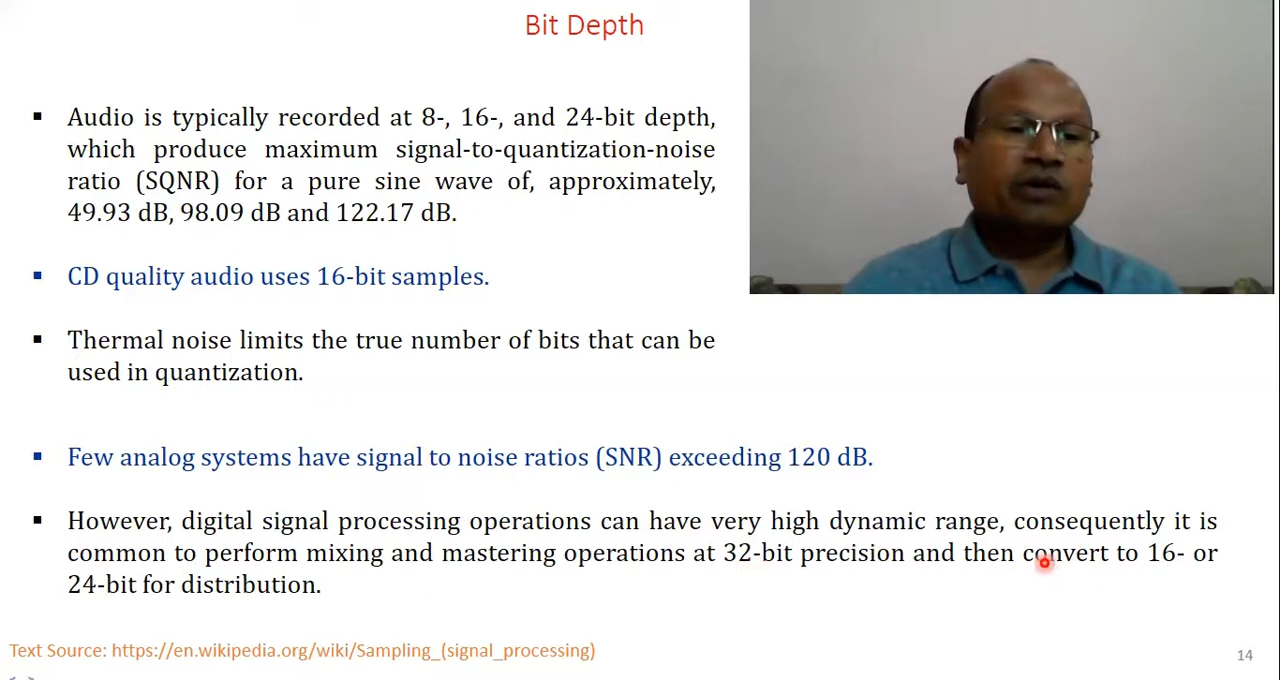 Bit Depth
▪ Audio is typically recorded at 8-, 16-, and 24-bit depth,
which produce maximum signal-to-quantization-noise
ratio (SQNR) for a pure sine wave of, approximately,
49.93 dB, 98.09 dB and 122.17 dB.
▪ CD quality audio uses 16-bit samples.
▪ Thermal noise limits the true number of bits that can be
used in quantization.
▪ Few analog systems have signal to noise ratios (SNR) exceeding 120 dB.
▪ However, digital signal processing operations can have very high dynamic range, consequently it is
common to perform mixing and mastering operations at 32-bit precision and then convert to 16- or
24-bit for distribution.
Text Source: https://en.wikipedia.org/wiki/Sampling_(signal_processing)
14